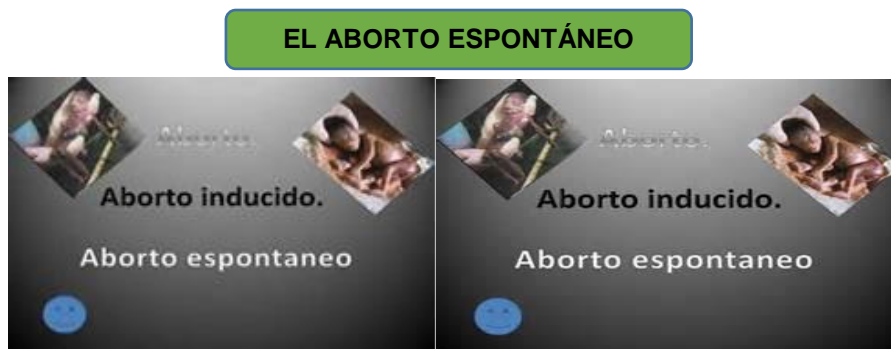 EL ABORTO ESPONTÁNEO
Aborto.
Aborto inducido.
Aborto espontaneo
Aborto.
Aborto inducido.
Aborto espontaneo